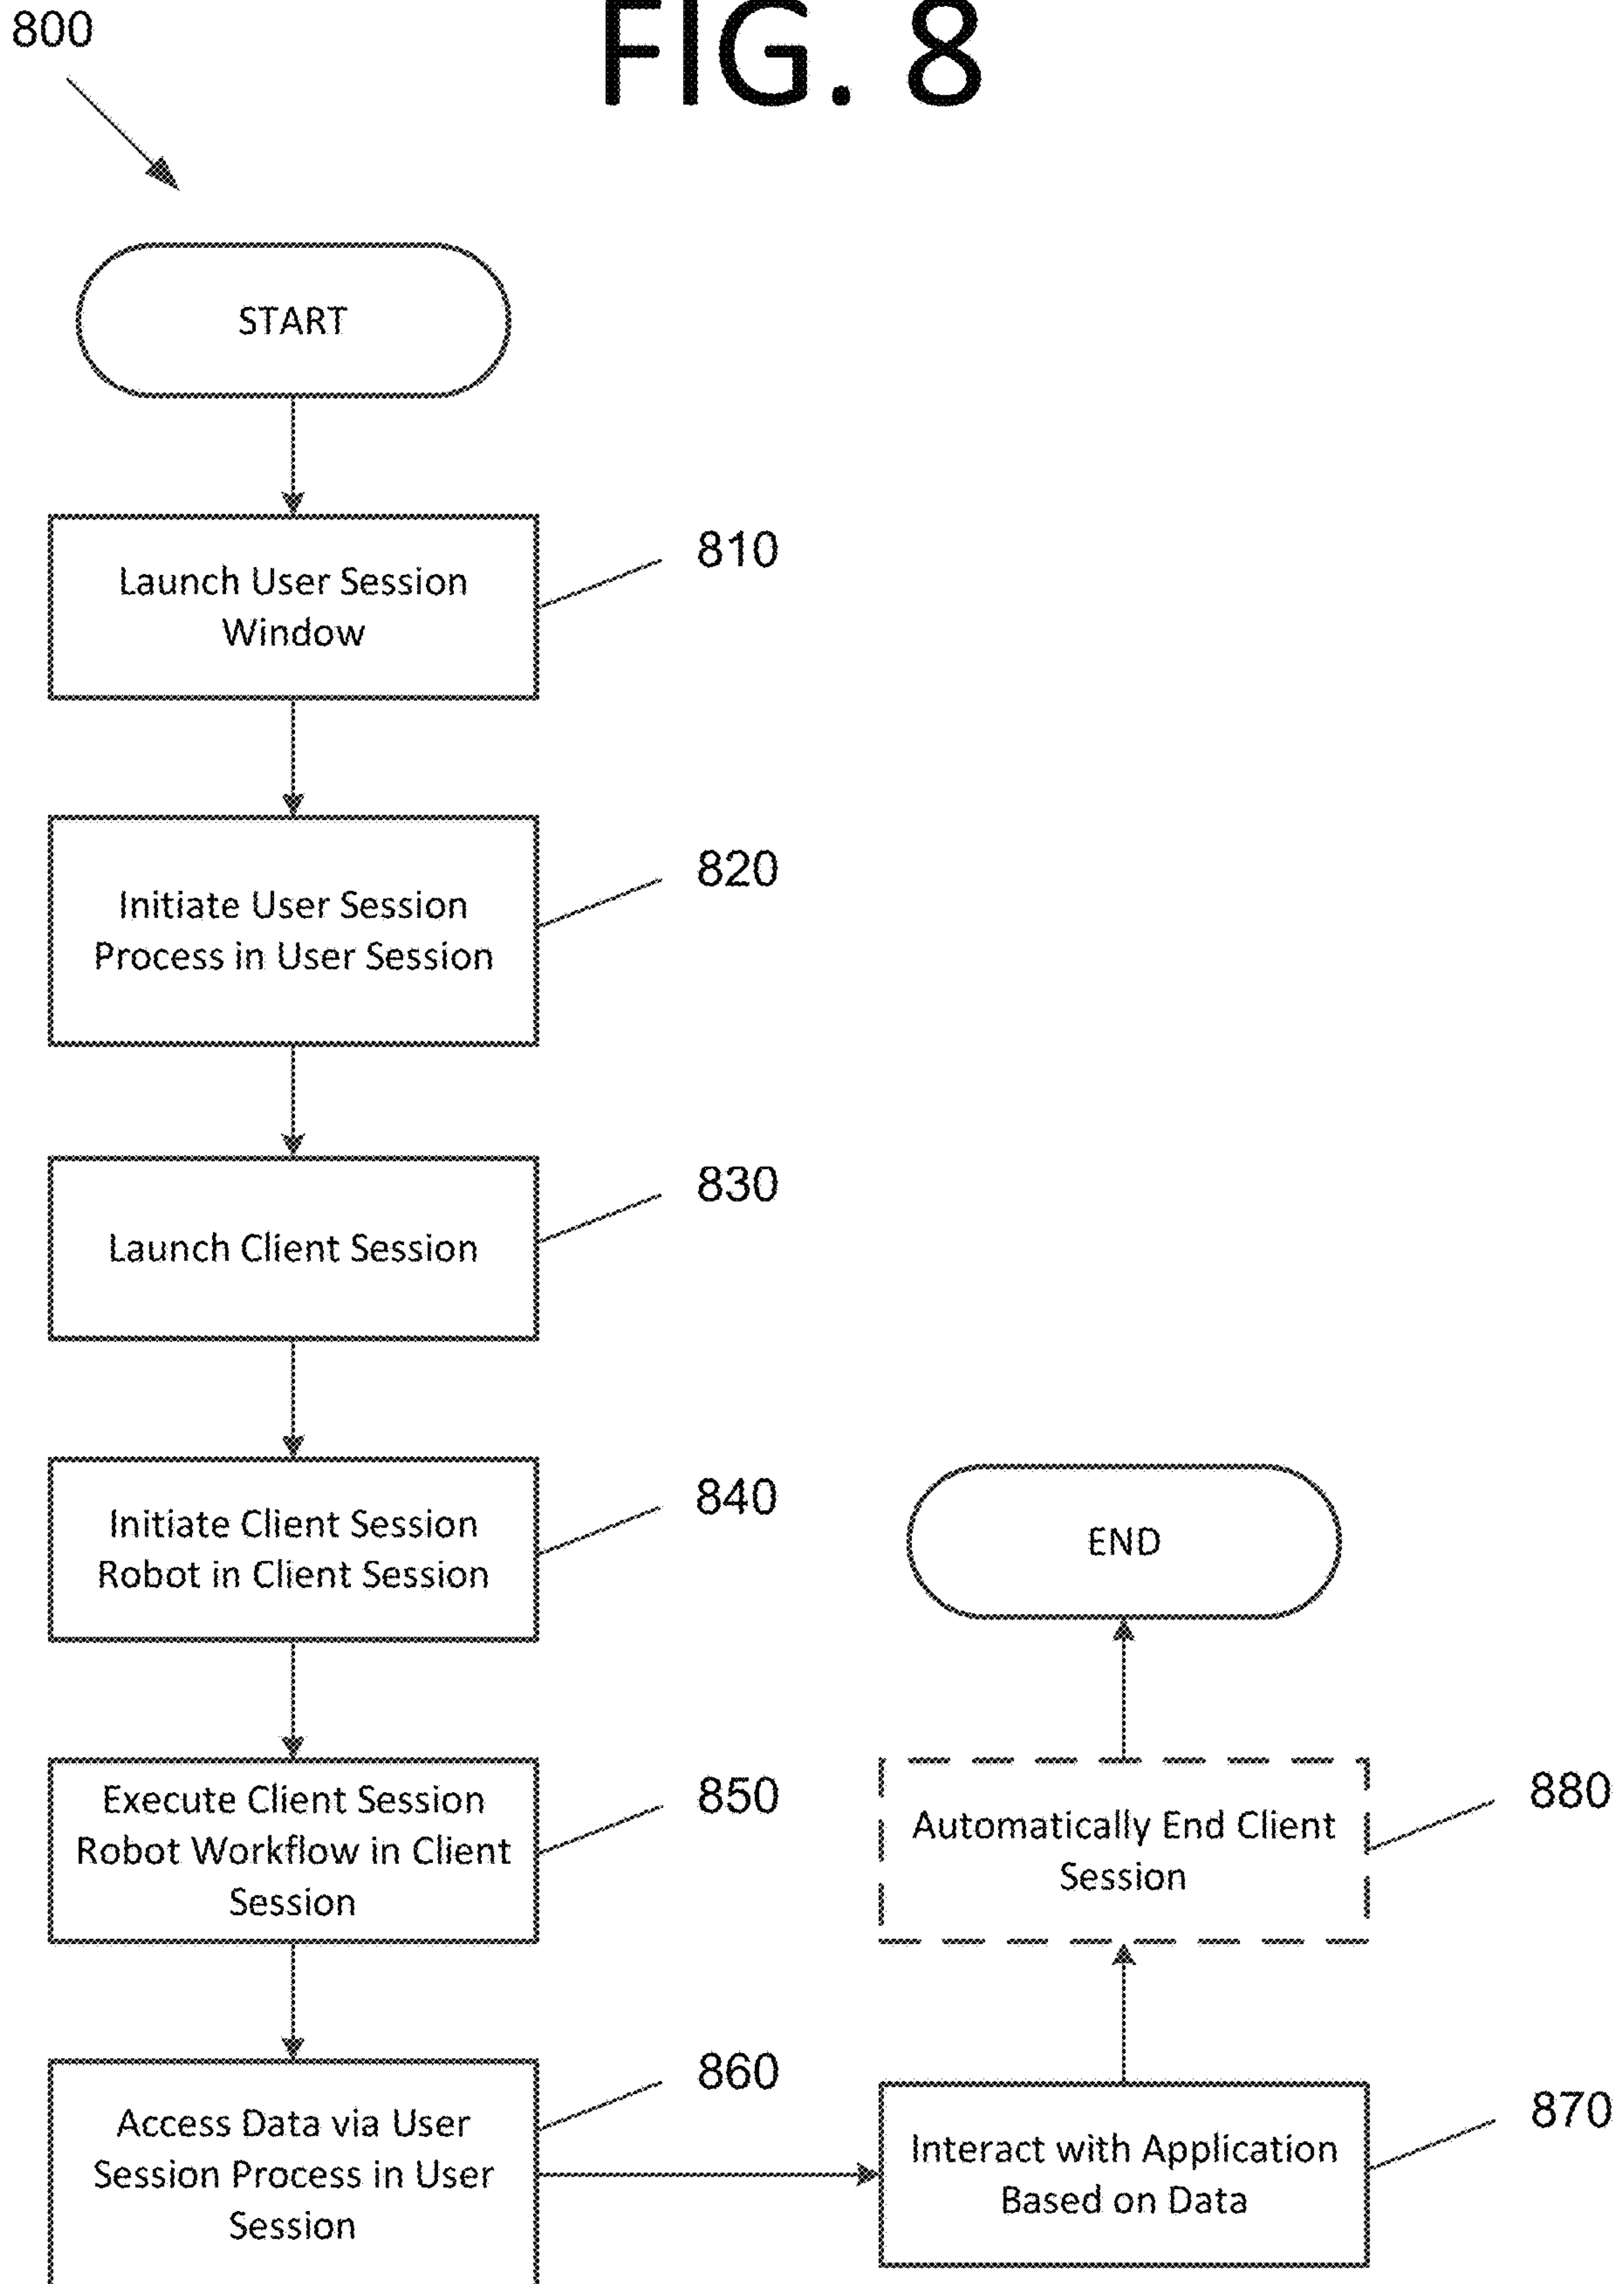 800
FIG. 8
START
Launch User Session
Window
810
Initiate User Session
Process in User Session
820
Launch Client Session
830
Initiate Client Session
Robot in Client Session
840
Execute Client Session
Robot Workflow in Client
Session
850
Access Data via User
Session Process in User
Session
860
Interact with Application
Based on Data
870
Automatically End Client
Session
880
END